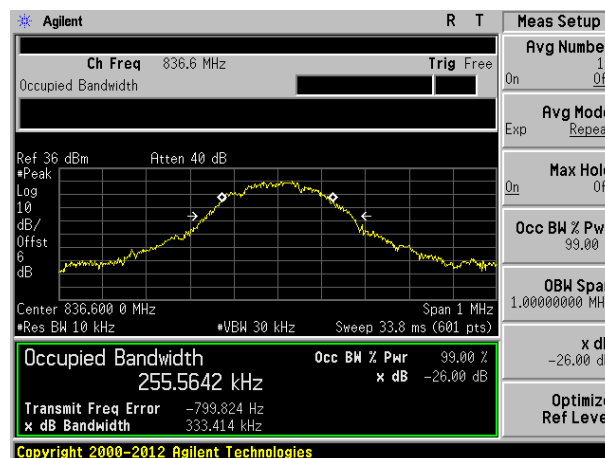 Agilent R T Meas Setup
Ch Freq 836.6 MHz Trig Free
Occupied Bandwidth
Ref 36 dBm Atten 40 dB
#Peak
Log
10
dB/
Offst
6
dB
Center 836.600 0 MHz Span 1 MHz
#Res BW 10 kHz #VBW 30 kHz Sweep 33.8 ms (601 pts)
Occupied Bandwidth Occ BW % Pwr 99.00 %
255.5642 kHz x dB -26.00 dB
Transmit Freq Error -799.824 Hz
x dB Bandwidth 333.414 kHz
Copyright 2000-2012 Agilent Technologies
Avg Numbe
1
On Of
Avg Mod
Exp Repea
Max Hol
On Of
Occ BW % Pw
99.00
OBW Spa
1.00000000 MH
x d
-26.00 d
Optimiz
Ref Leve